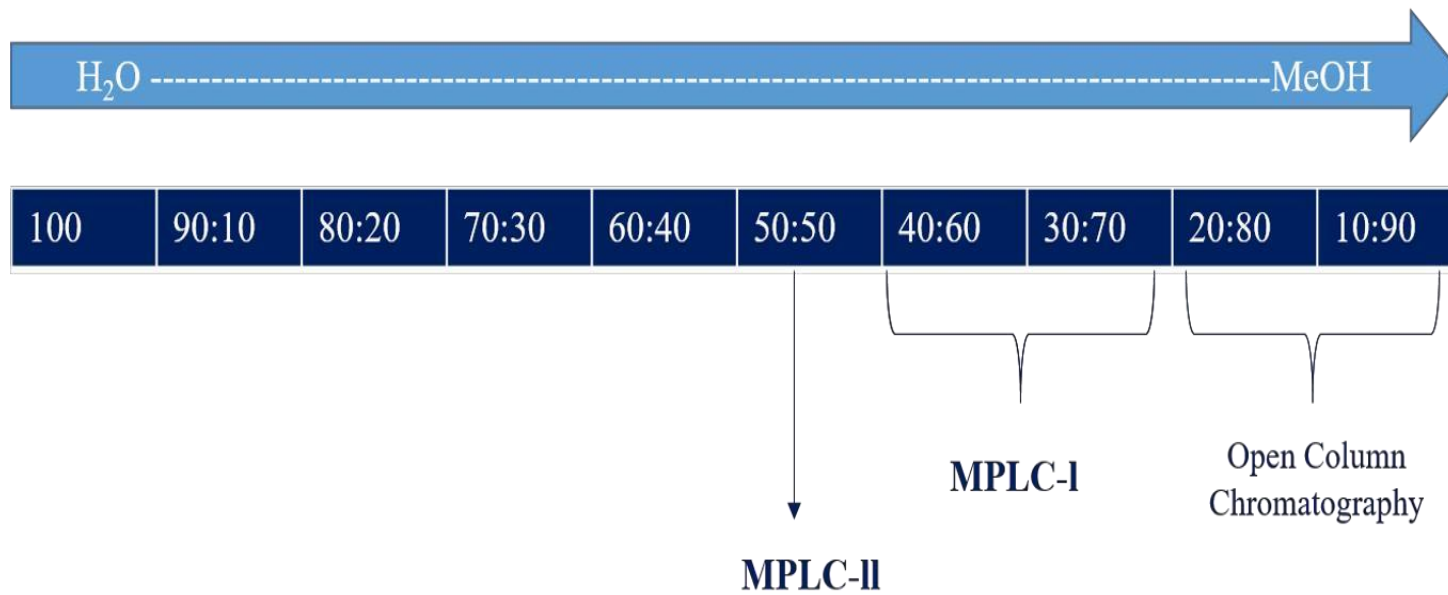 H₂O --------------------------------------------------------------------------------------------MeOH
100 90:10 80:20 70:30 60:40 50:50 40:60 30:70 20:80 10:90
MPLC-l
Open Column
Chromatography
MPLC-ll